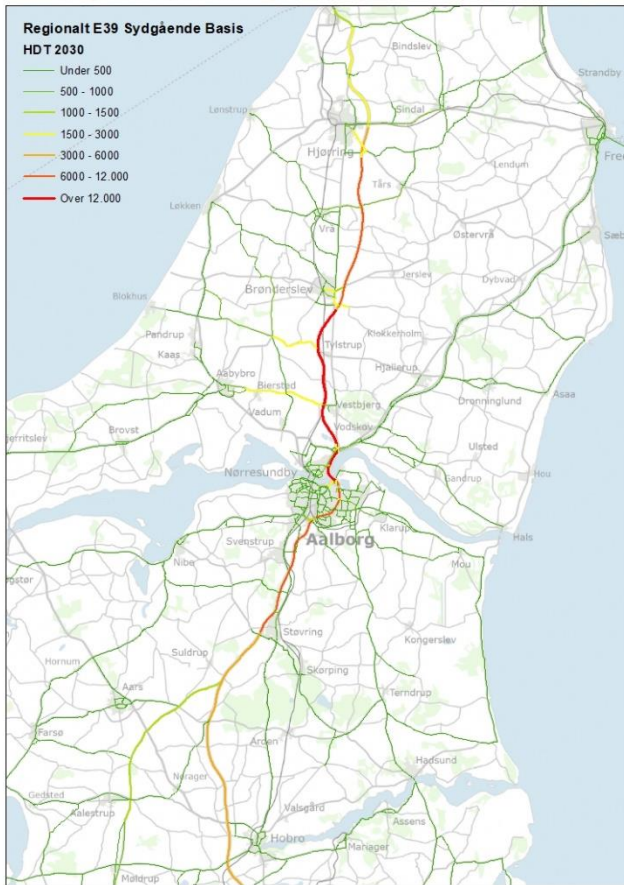 Regionalt E39 Sydgående Basis
HDT 2030
Under 500
500 - 1000
1000 - 1500
1500 - 3000
3000 - 6000
6000 - 12.000
Over 12.000
Bindslev
Strandby
Lønstrup
Sindal
Hjørring
Fre
Lendum
Tårs
Løkken
Vrå
Østervrå
Sæb
Jerslev
Dybvad
Brønderslev
Blokhus
Klokkerholm
Pandrup
Tylstrup
Kaas
Hjallerup
Aabybro
Biersted
Dronninglund
Asaa
Vestbjerg
Vadum
Vodskov
Brovst
gerritslev
Ulsted
Nørresundby
Gandrup
Hou
Klarup
Hals
Aalborg
Svenstrup
Nibe
Mou
gstør
Støvring
Kongerslev
Suldrup
Hornum
Skørping
Aars
Terndrup
Farsø
Arden
Hadsund
Nørager
Gedsted
Valsgård
Aalestrup
Assens
Hobro
Mariager
Møldrup